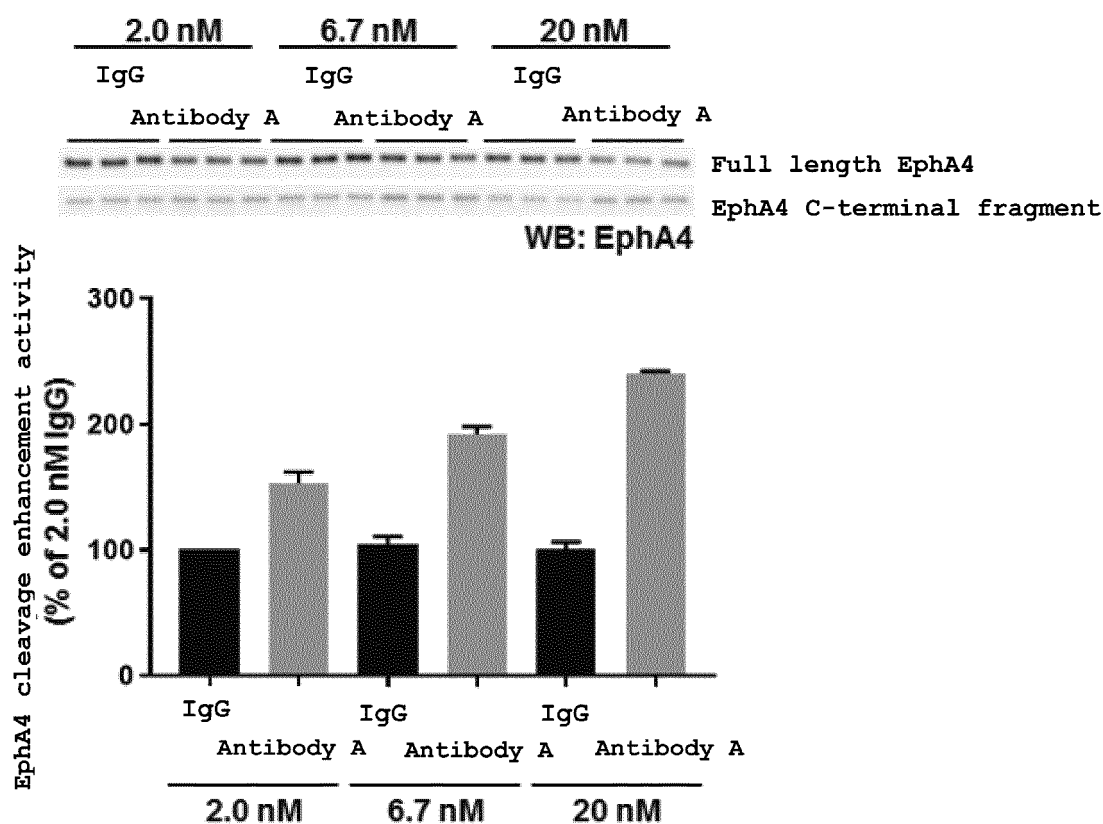 2.0 nM 6.7 nM 20 nM
IgG IgG IgG
Antibody A Antibody A Antibody A
Full length EphA4
EphA4 C-terminal fragment
WB: EphA4
EphA4 cleavage enhancement activity
(% of 2.0 nM IgG)
300
200
100
0
IgG IgG IgG
Antibody A Antibody A Antibody A
2.0 nM 6.7 nM 20 nM